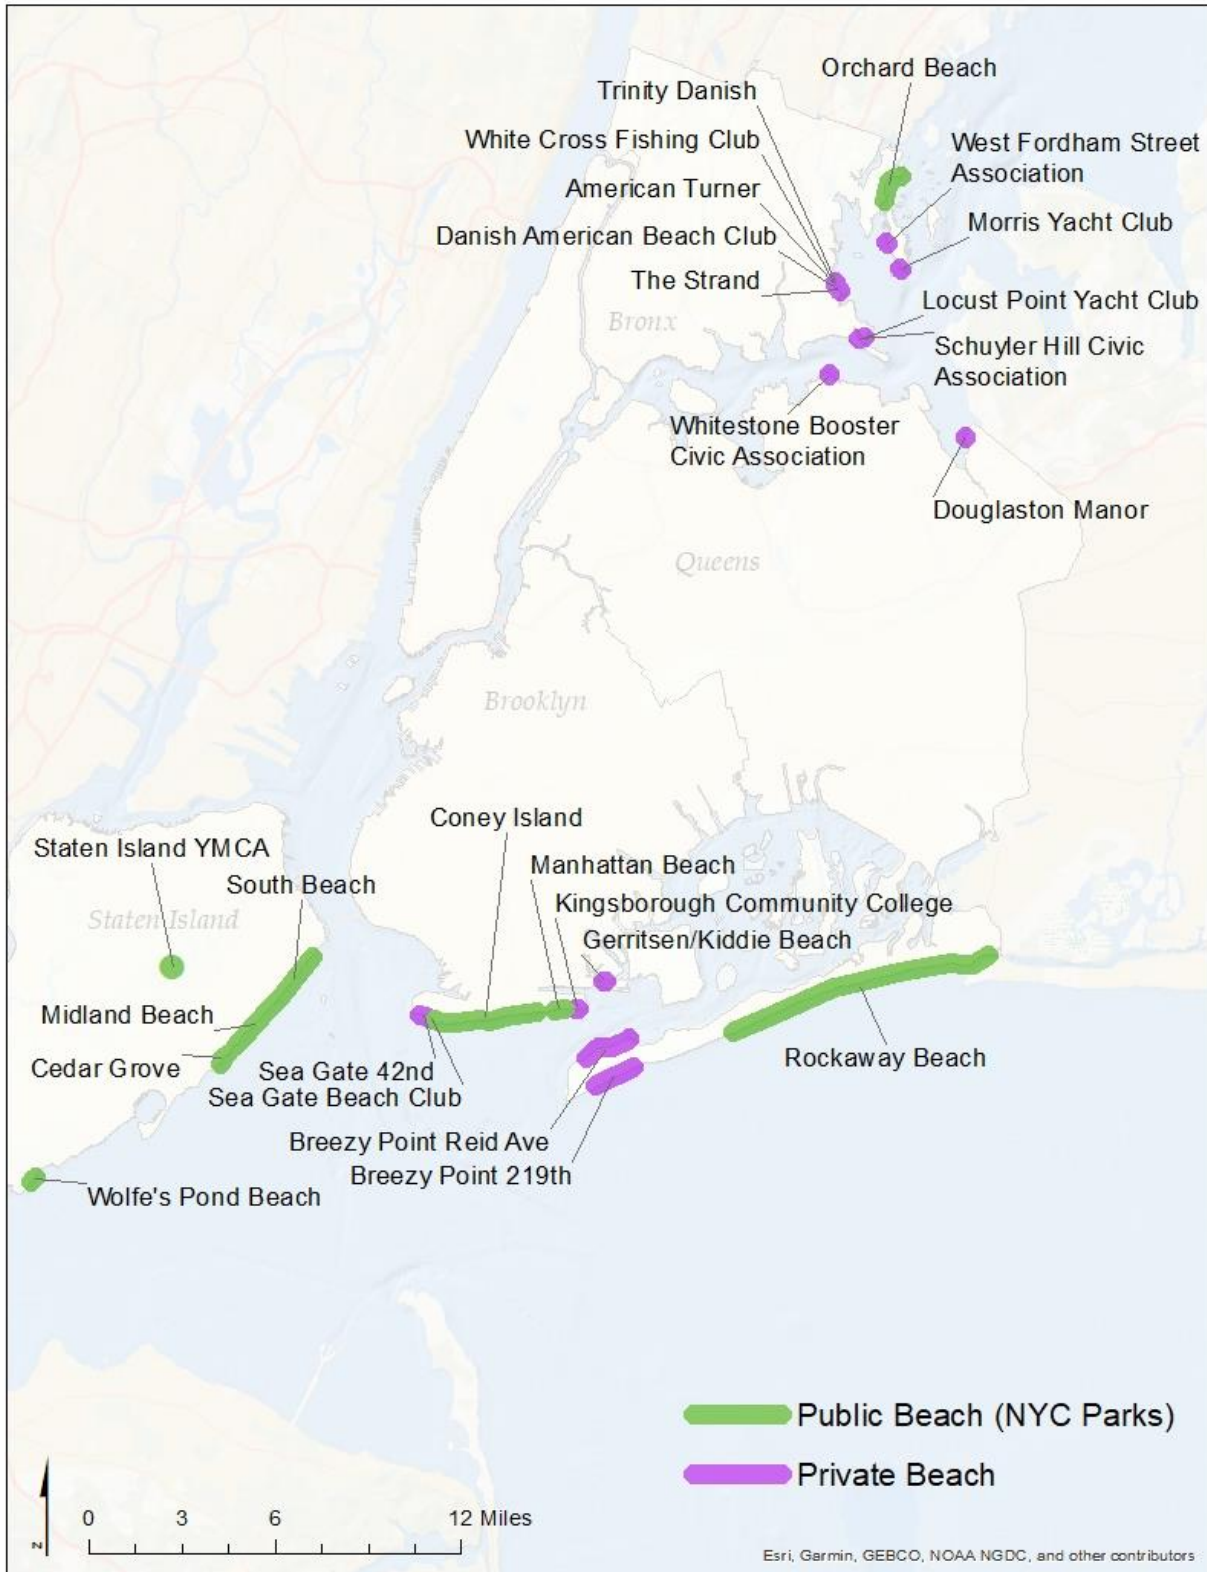 Orchard Beach
Trinity Danish
White Cross Fishing Club
West Fordham Street
Association
American Turner
Morris Yacht Club
Danish American Beach Club
The Strand
Locust Point Yacht Club
Bronx
Schuyler Hill Civic
Association
Whitestone Booster
Civic Association
Douglaston Manor
Queens
Brooklyn
Coney Island
Staten Island YMCA
Manhattan Beach
South Beach
Kingsborough Community College
Staten Island
Gerritsen/Kiddie Beach
Midland Beach
Cedar Grove
Sea Gate 42nd
Rockaway Beach
Sea Gate Beach Club
Breezy Point Reid Ave
Breezy Point 219th
Wolfe's Pond Beach
Public Beach (NYC Parks)
Private Beach
0 3 6 12 Miles
N
Esri, Garmin, GEBCO, NOAA NGDC, and other contributors